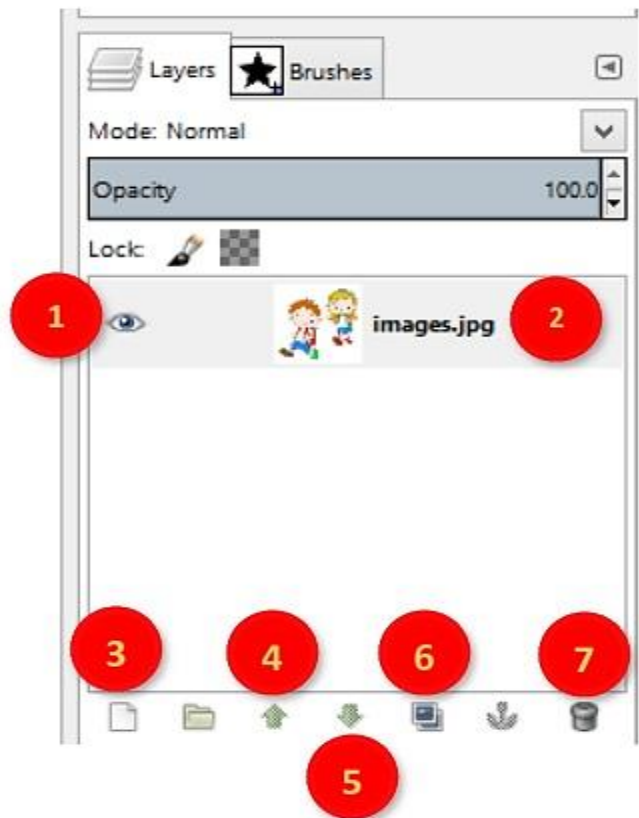 Layers Brushes
Mode: Normal
Opacity 100.0
Lock:
1 images.jpg 2
3 4 6 7
5